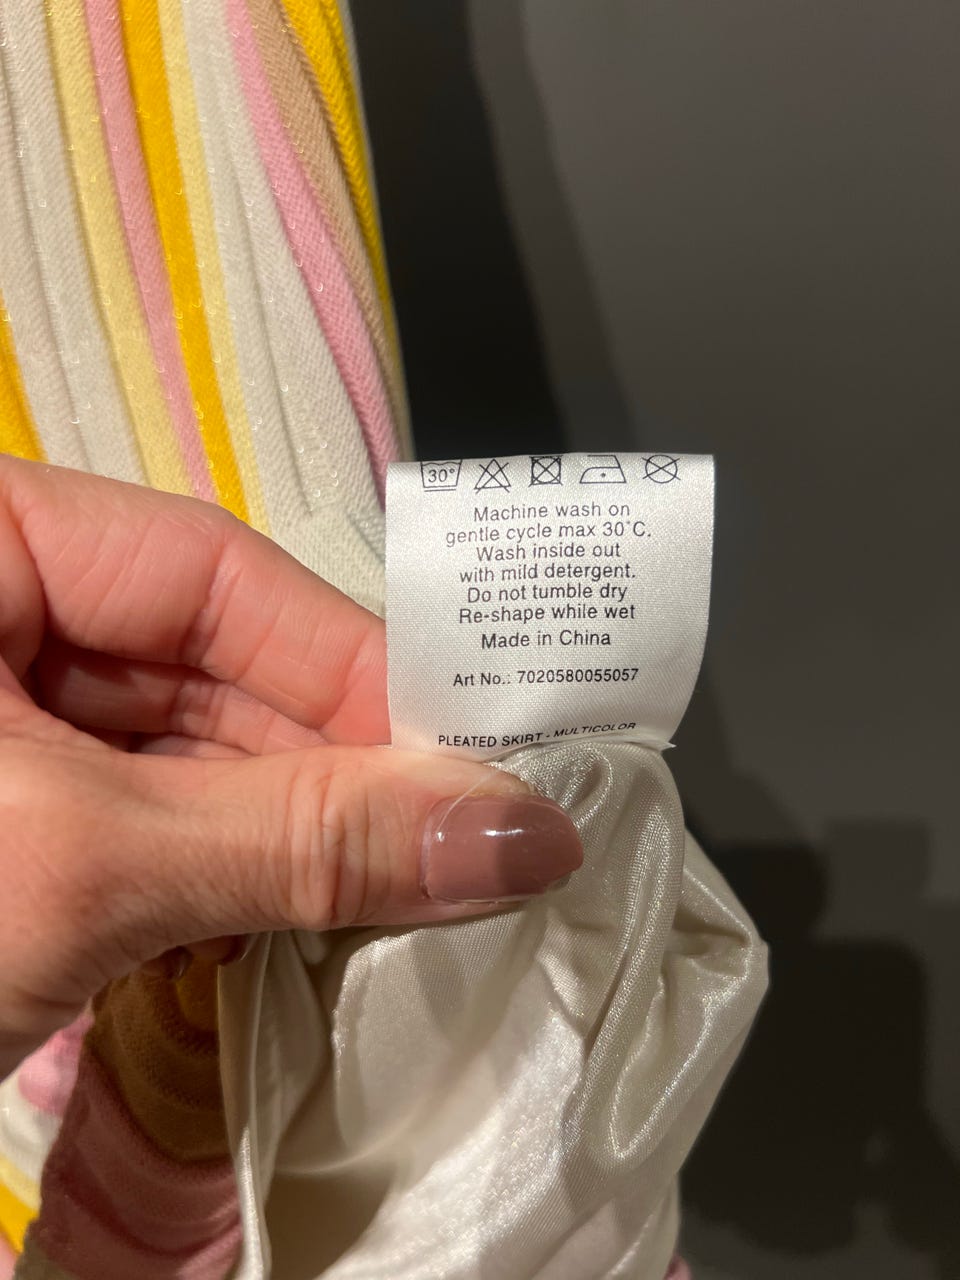 30°
Machine wash on
gentle cycle max 30°C.
Wash inside out
with mild detergent.
Do not tumble dry
Re-shape while wet
Made in China
Art No.: 7020580055057
PLEATED SKIRT - MULTICOLOR